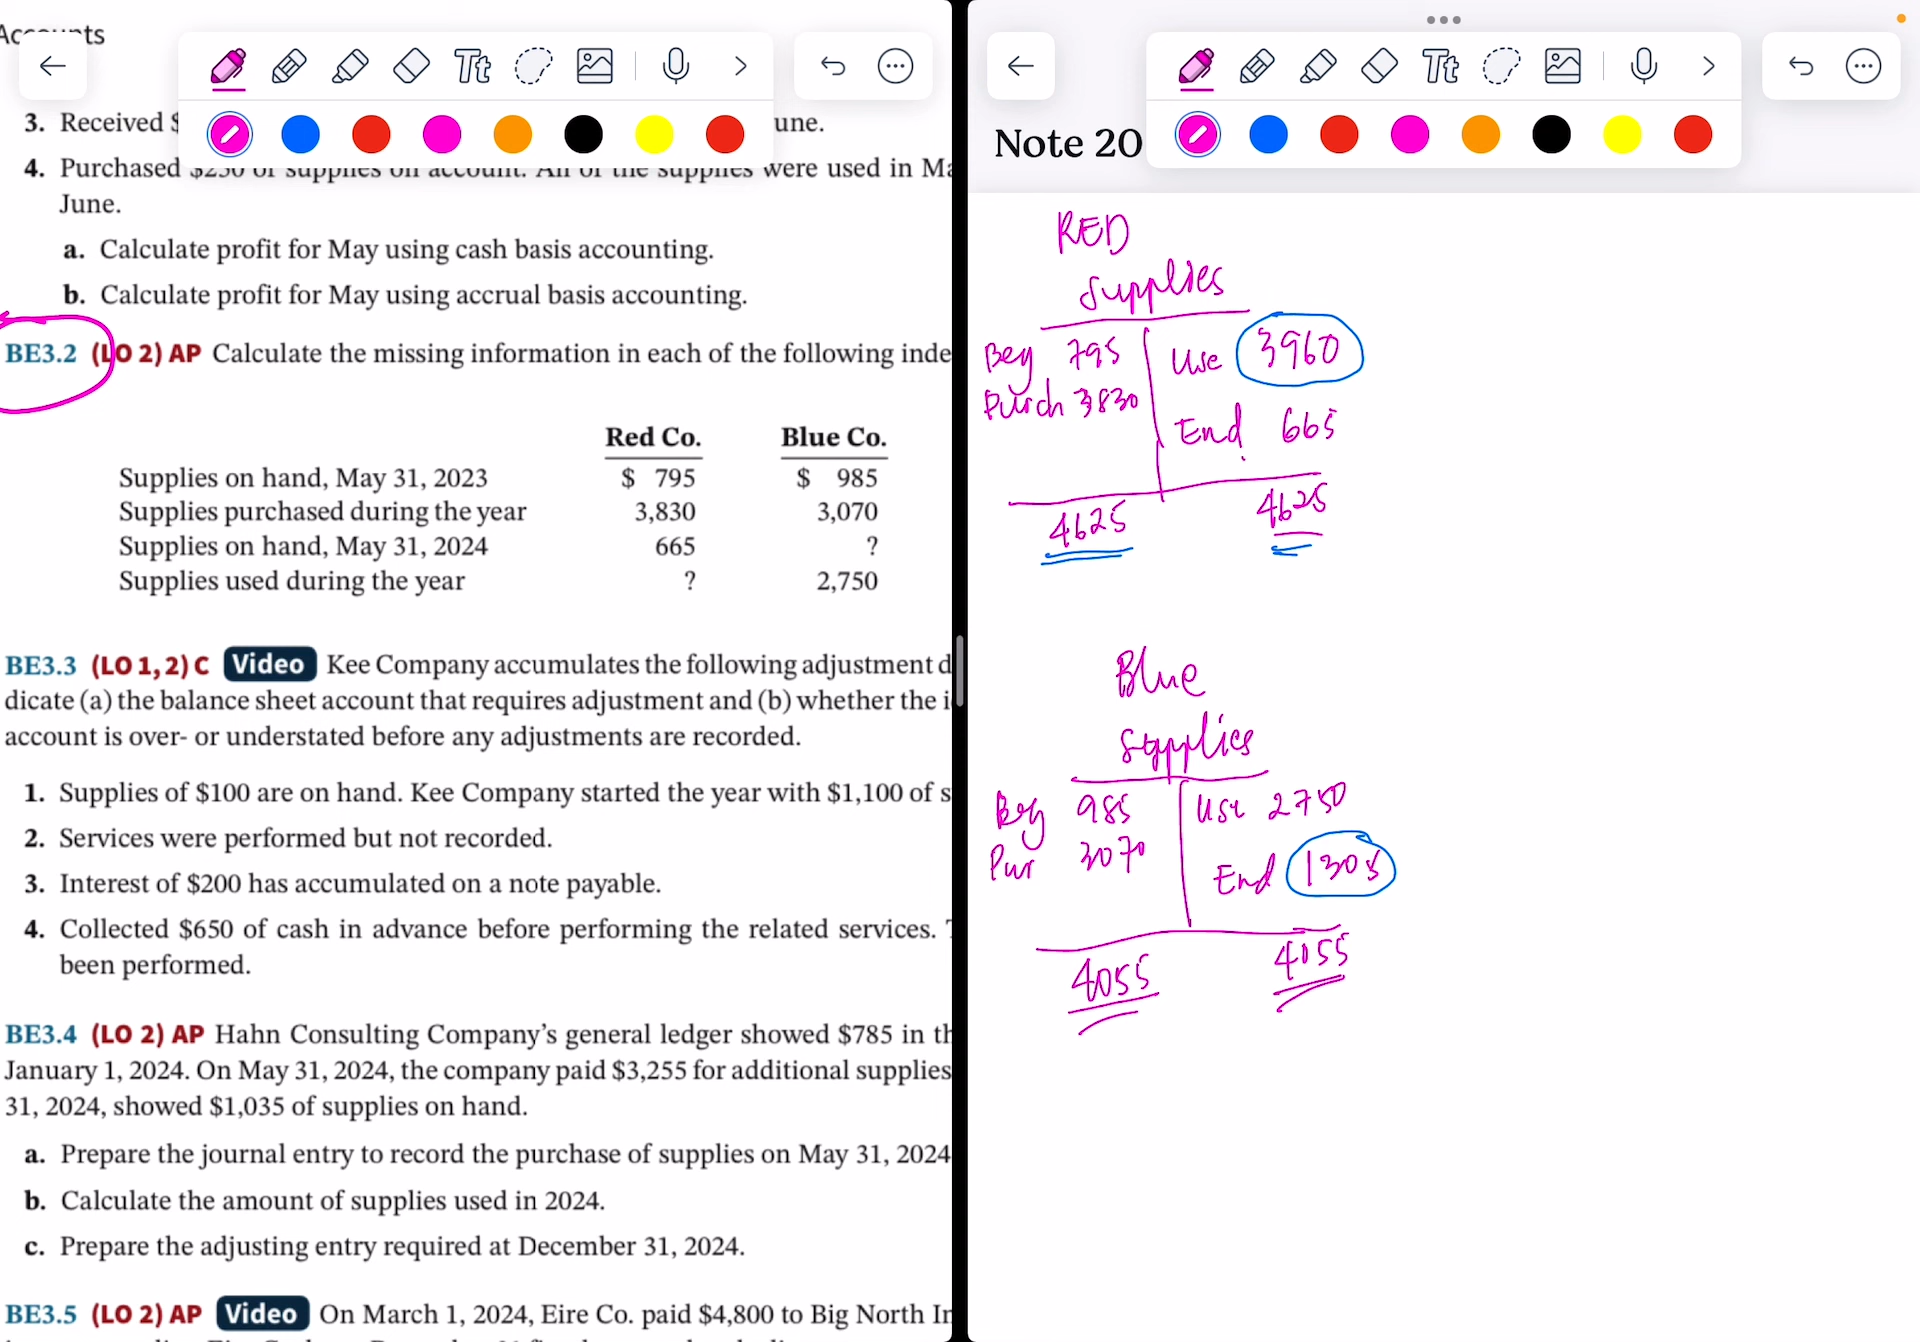 Accounts
3. Received $ une.
4. Purchased $250 of supplies on account. All of the supplies were used in Ma
June.
a. Calculate profit for May using cash basis accounting.
b. Calculate profit for May using accrual basis accounting.
BE3.2 (LO 2) AP Calculate the missing information in each of the following inde
Red Co. Blue Co.
Supplies on hand, May 31, 2023 $ 795 $ 985
Supplies purchased during the year 3,830 3,070
Supplies on hand, May 31, 2024 665 ?
Supplies used during the year ? 2,750
BE3.3 (LO 1, 2) C Video Kee Company accumulates the following adjustment d
dicate (a) the balance sheet account that requires adjustment and (b) whether the i
account is over- or understated before any adjustments are recorded.
1. Supplies of $100 are on hand. Kee Company started the year with $1,100 of s
2. Services were performed but not recorded.
3. Interest of $200 has accumulated on a note payable.
4. Collected $650 of cash in advance before performing the related services. T
been performed.
BE3.4 (LO 2) AP Hahn Consulting Company's general ledger showed $785 in th
January 1, 2024. On May 31, 2024, the company paid $3,255 for additional supplies
31, 2024, showed $1,035 of supplies on hand.
a. Prepare the journal entry to record the purchase of supplies on May 31, 2024
b. Calculate the amount of supplies used in 2024.
c. Prepare the adjusting entry required at December 31, 2024.
BE3.5 (LO 2) AP Video On March 1, 2024, Eire Co. paid $4,800 to Big North In
Tt
Tt
Note 20
RED
Supplies
Beg 795 Use 3960
Purch 3830
End 665
4625 4625
Blue
Supplies
Beg 985 Use 2750
Pur 3070
End 1305
4055 4055